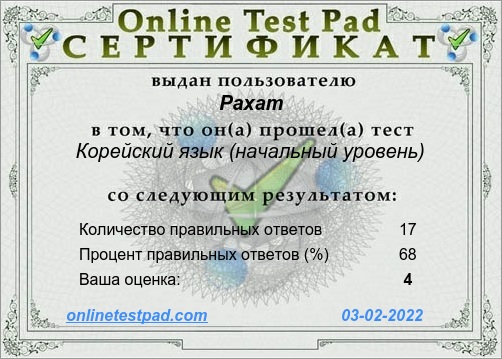 Online Test Pad
СЕРТИФИКАТ
выдан пользователю
Рахат
в том, что он(а) прошел(а) тест
Корейский язык (начальный уровень)
со следующим результатом:
Количество правильных ответов 17
Процент правильных ответов (%) 68
Ваша оценка: 4
onlinetestpad.com 03-02-2022